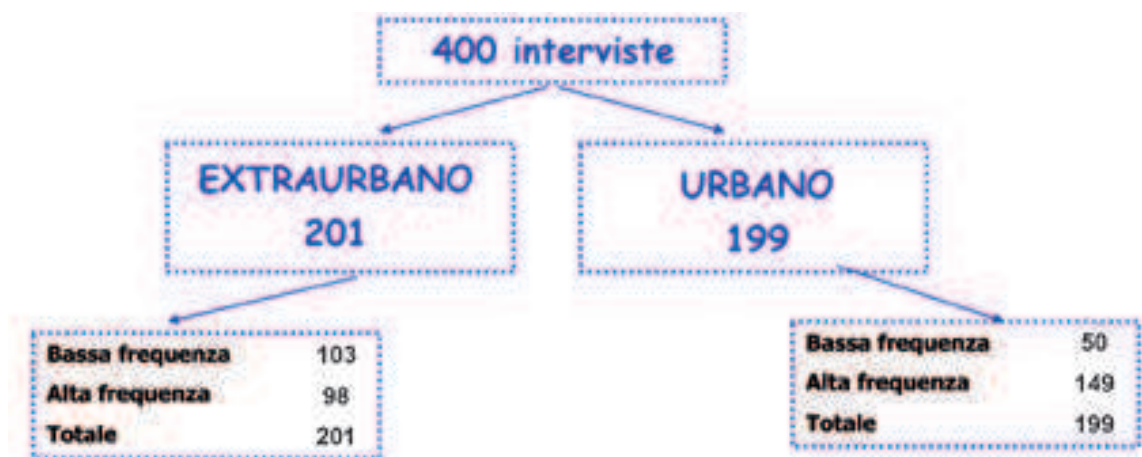 400 interviste
EXTRAURBANO
201
URBANO
199
Bassa frequenza 103
Alta frequenza 98
Totale 201
Bassa frequenza 50
Alta frequenza 149
Totale 199